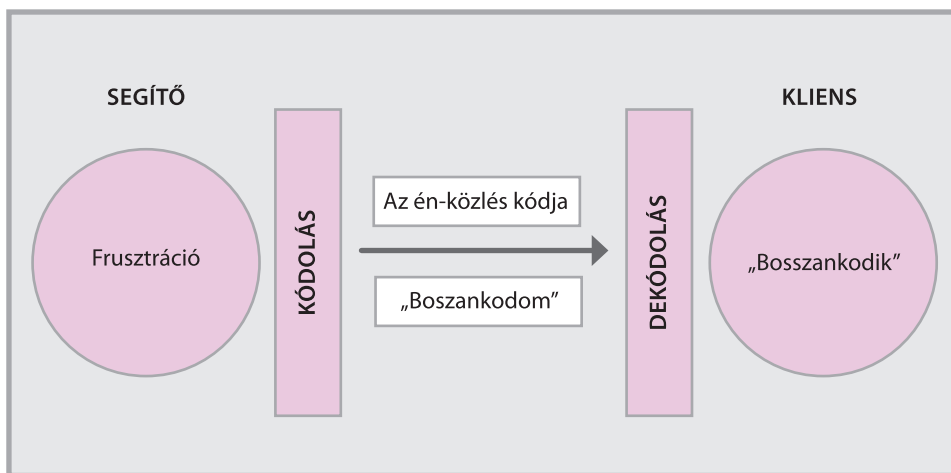 SEGÍTŐ
KLIENS
Frusztráció
KÓDOLÁS
Az én-közlés kódja
„Boszankodom”
DEKÓDOLÁS
„Bosszankodik”